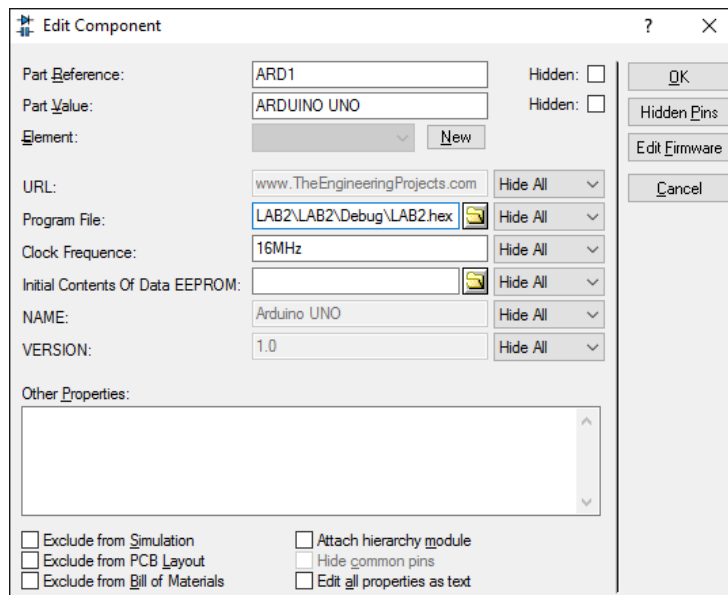 Edit Component
?
Part Reference: ARD1 Hidden: OK
Part Value: ARDUINO UNO Hidden: Hidden Pins
Element: New Edit Firmware
URL: www.TheEngineeringProjects.com Hide All Cancel
Program File: LAB2\LAB2\Debug\LAB2.hex Hide All
Clock Frequency: 16MHz Hide All
Initial Contents Of Data EEPROM: Hide All
NAME: Arduino UNO Hide All
VERSION: 1.0 Hide All
Other Properties:
Exclude from Simulation Attach hierarchy module
Exclude from PCB Layout Hide common pins
Exclude from Bill of Materials Edit all properties as text